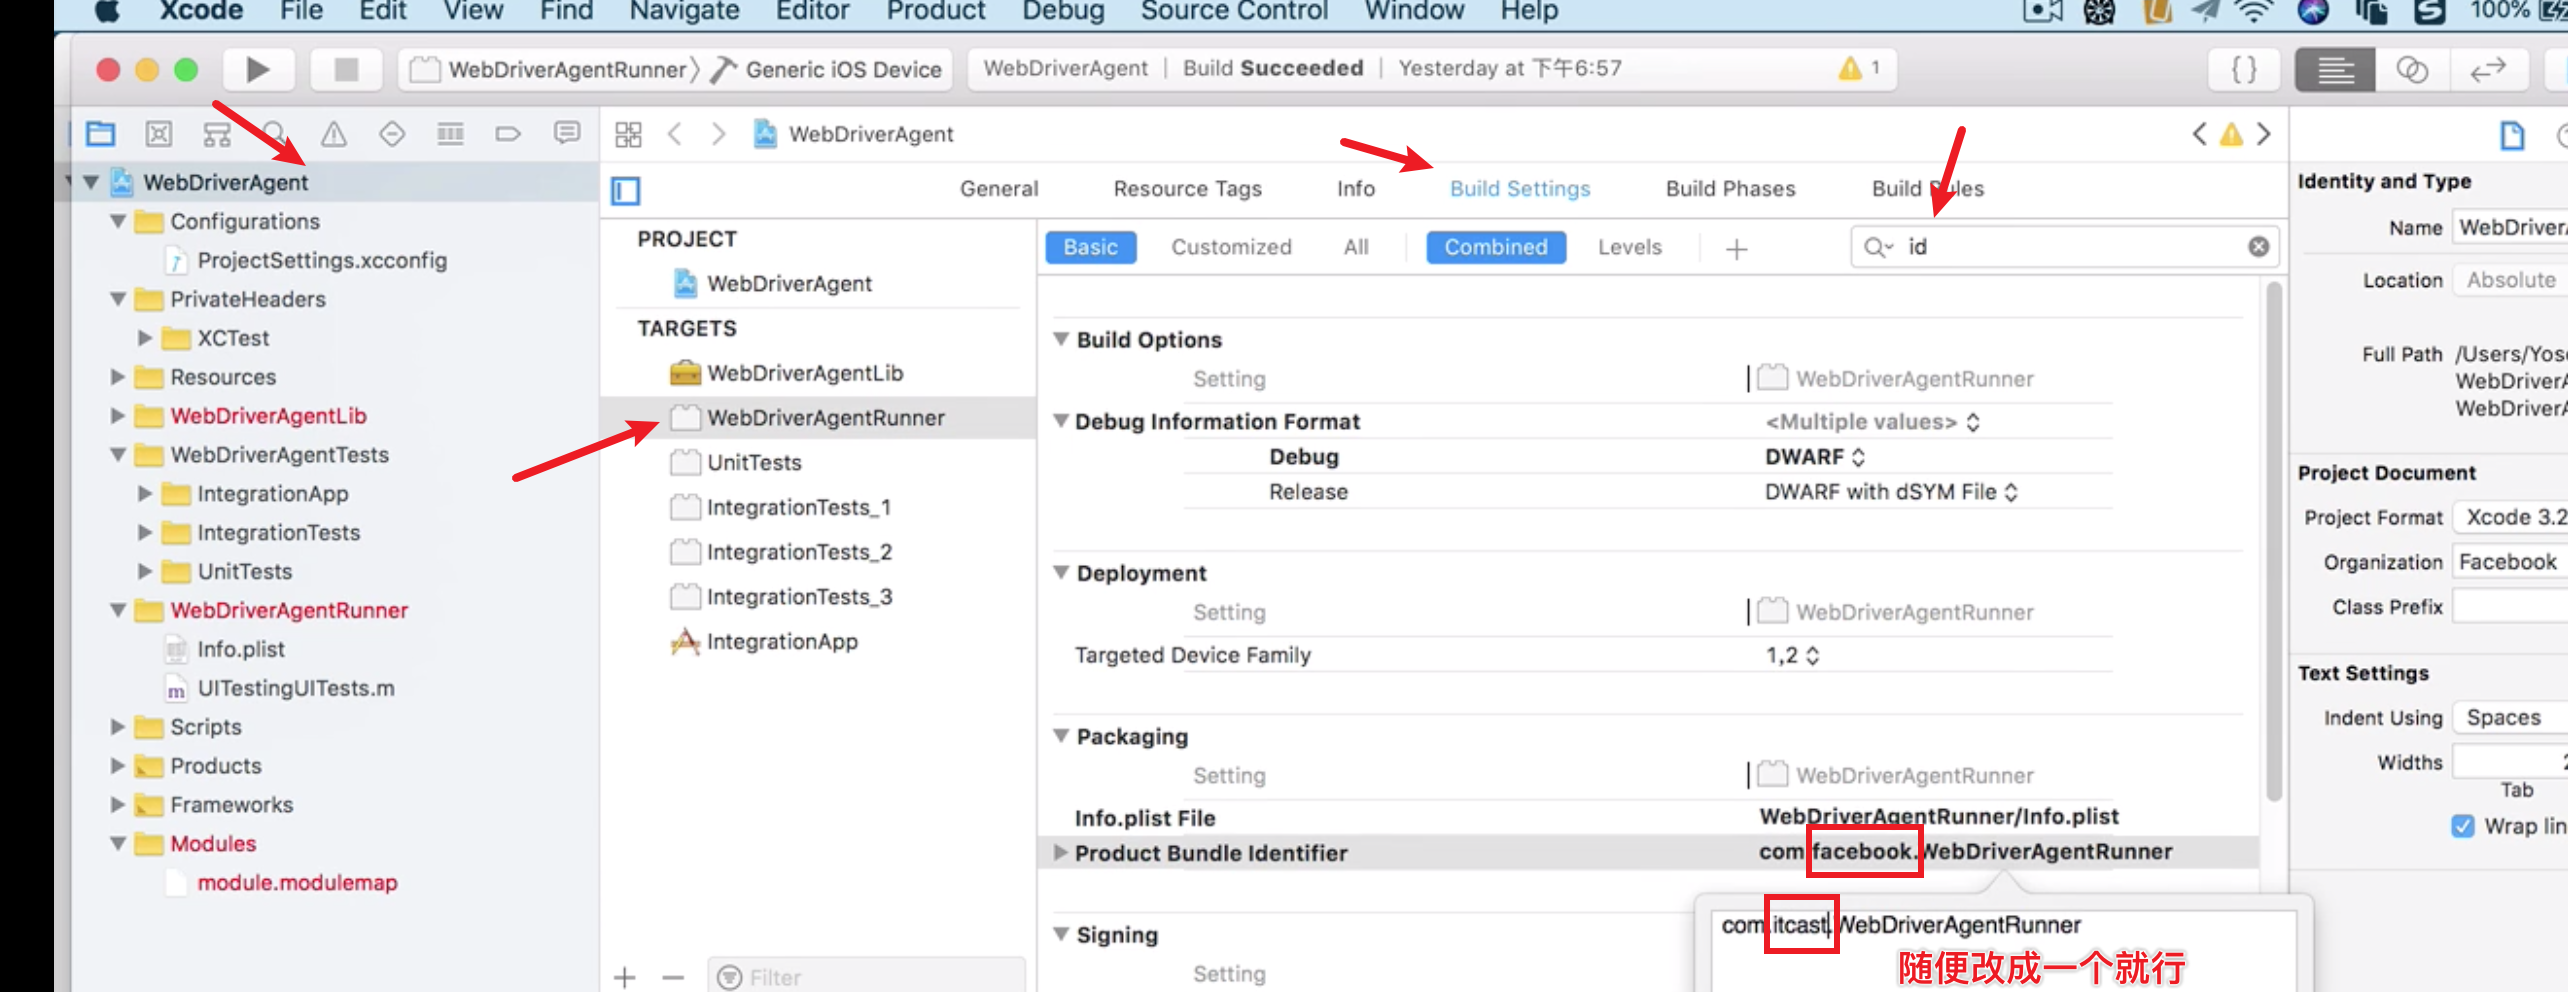 Xcode File Edit View Find Navigate Editor Product Debug Source Control Window Help 100%
WebDriverAgentRunner Generic iOS Device WebDriverAgent | Build Succeeded | Yesterday at 下午6:57 1 {}
WebDriverAgent
WebDriverAgent
Configurations
ProjectSettings.xcconfig
PrivateHeaders
XCTest
Resources
WebDriverAgentLib
WebDriverAgentTests
IntegrationApp
IntegrationTests
UnitTests
WebDriverAgentRunner
Info.plist
UITestingUITests.m
Scripts
Products
Frameworks
Modules
module.modulemap
General Resource Tags Info Build Settings Build Phases Build Rules
PROJECT
WebDriverAgent
TARGETS
WebDriverAgentLib
WebDriverAgentRunner
UnitTests
IntegrationTests_1
IntegrationTests_2
IntegrationTests_3
IntegrationApp
+ − Filter
Basic Customized All Combined Levels + id
Build Options
Setting WebDriverAgentRunner
Debug Information Format <Multiple values>
Debug DWARF
Release DWARF with dSYM File
Deployment
Setting WebDriverAgentRunner
Targeted Device Family 1,2
Packaging
Setting WebDriverAgentRunner
Info.plist File WebDriverAgentRunner/Info.plist
Product Bundle Identifier com.facebook.WebDriverAgentRunner
com.itcast.WebDriverAgentRunner
随便改成一个就行
Signing
Setting
Identity and Type
Name
Location Absolute
Full Path
Project Document
Project Format Xcode 3.2
Organization Facebook
Class Prefix
Text Settings
Indent Using Spaces
Widths
Tab
Wrap